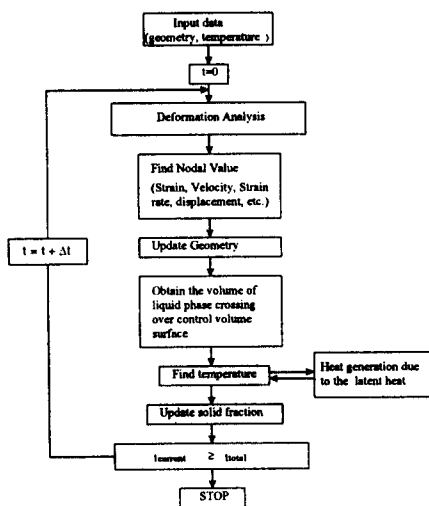 Input data
(geometry, temperature )
t=0
Deformation Analysis
Find Nodal Value
(Strain, Velocity, Strain
rate, displacement, etc.)
t = t + Δt
Update Geometry
Obtain the volume of
liquid phase crossing
over control volume
surface
Find temperature
Heat generation due
to the latent heat
Update solid fraction
tcurrent ≥ ttotal
STOP